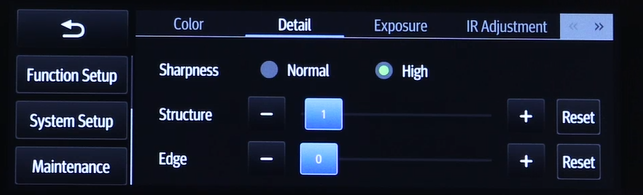 Color Detail Exposure IR Adjustment « »
Function Setup
Sharpness Normal High
System Setup
Structure - 1 + Reset
Maintenance
Edge - 0 + Reset